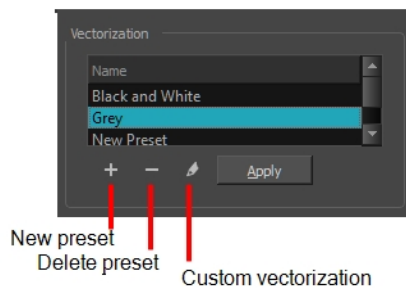 Vectorization
Name
Black and White
Grey
New Preset
Apply
New preset
Delete preset
Custom vectorization